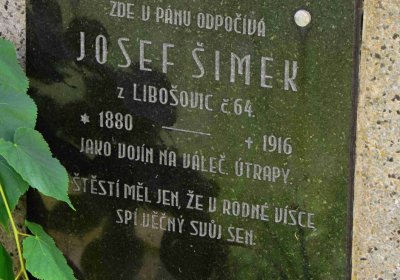 ZDE V PÁNU ODPOČÍVÁ
JOSEF ŠIMEK
z LIBOŠOVIC č.64.
* 1880 ——— + 1916
JAKO VOJÍN NA VÁLEČ. ÚTRAPY.
ŠTĚSTÍ MĚL JEN, ŽE V RODNÉ VÍSCE
SPÍ VĚČNÝ SVŮJ SEN.